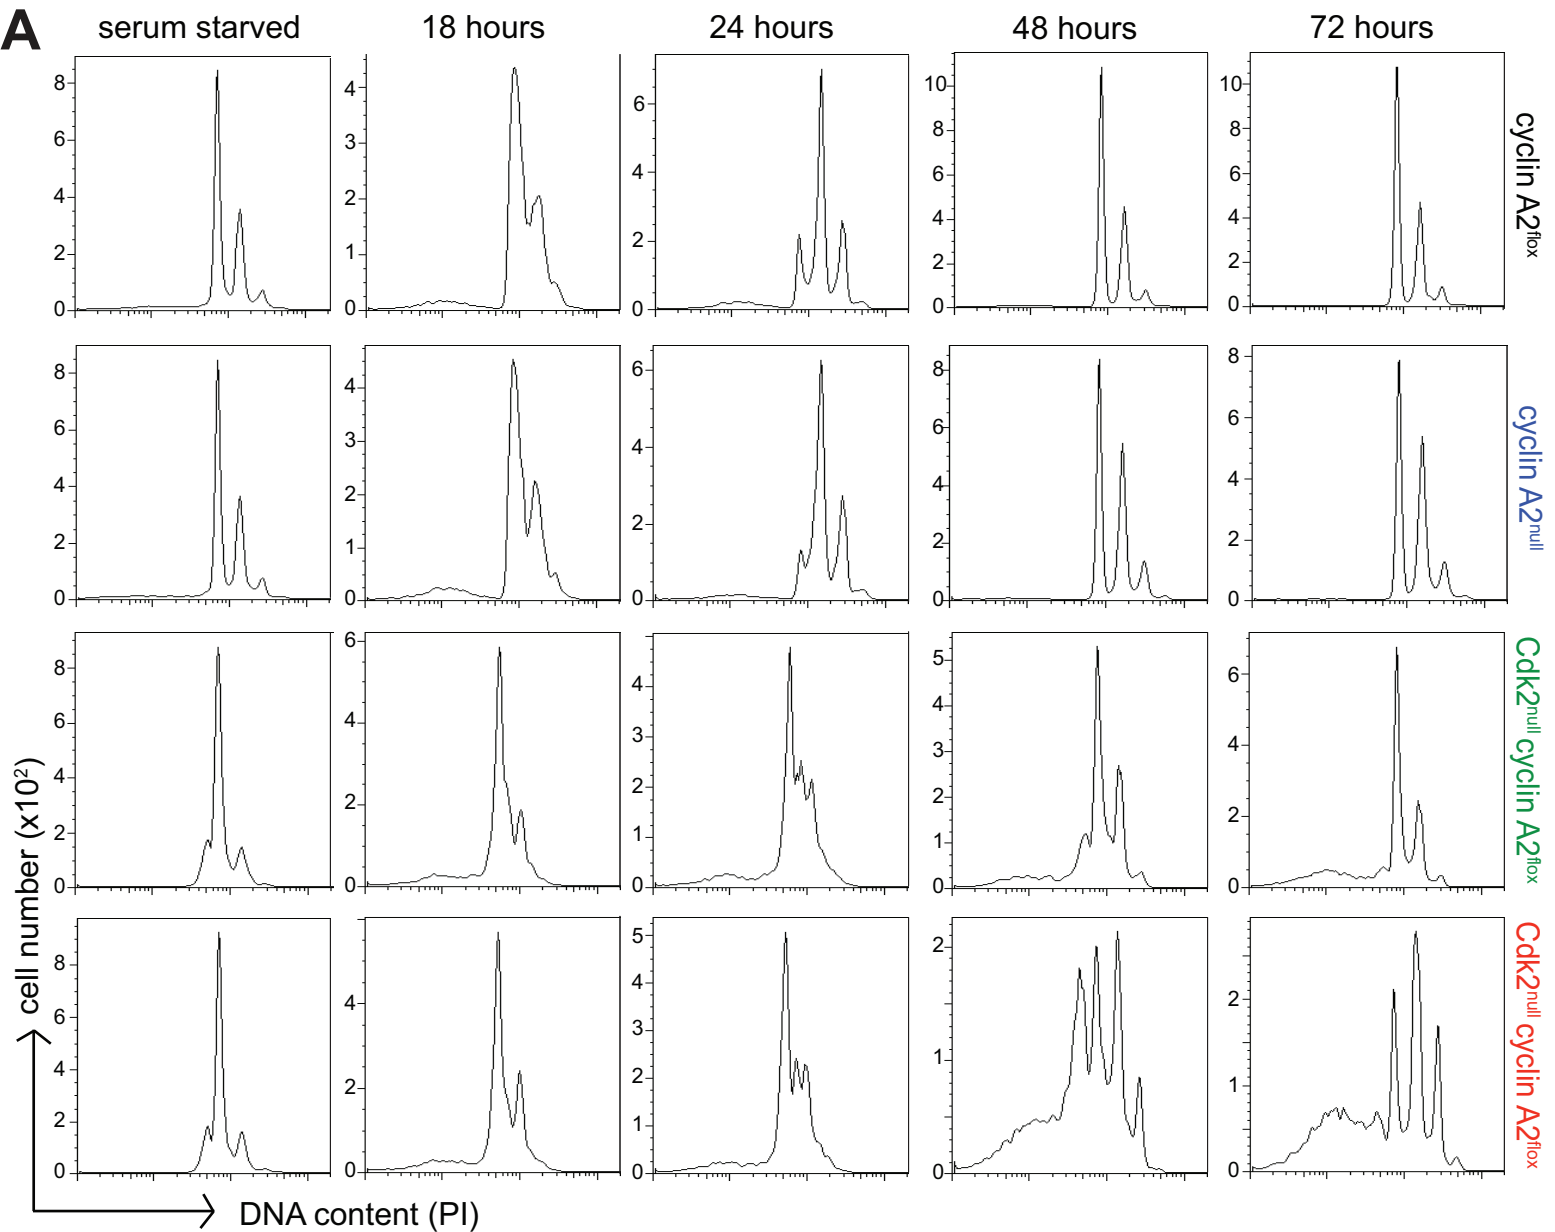 A
serum starved 18 hours 24 hours 48 hours 72 hours
8 6 4 2 0
4 3 2 1 0
6 4 2 0
10 8 6 4 2 0
10 8 6 4 2 0
cyclin A2flox
8 6 4 2 0
4 3 2 1 0
6 4 2 0
8 6 4 2 0
8 6 4 2 0
cyclin A2null
8 6 4 2 0
6 4 2 0
4 3 2 1 0
5 4 3 2 1 0
6 4 2 0
Cdk2null cyclin A2flox
8 6 4 2 0
4 2 0
5 4 3 2 1 0
2 1 0
2 1 0
Cdk2null cyclin A2flox
cell number (x10²)
DNA content (PI)